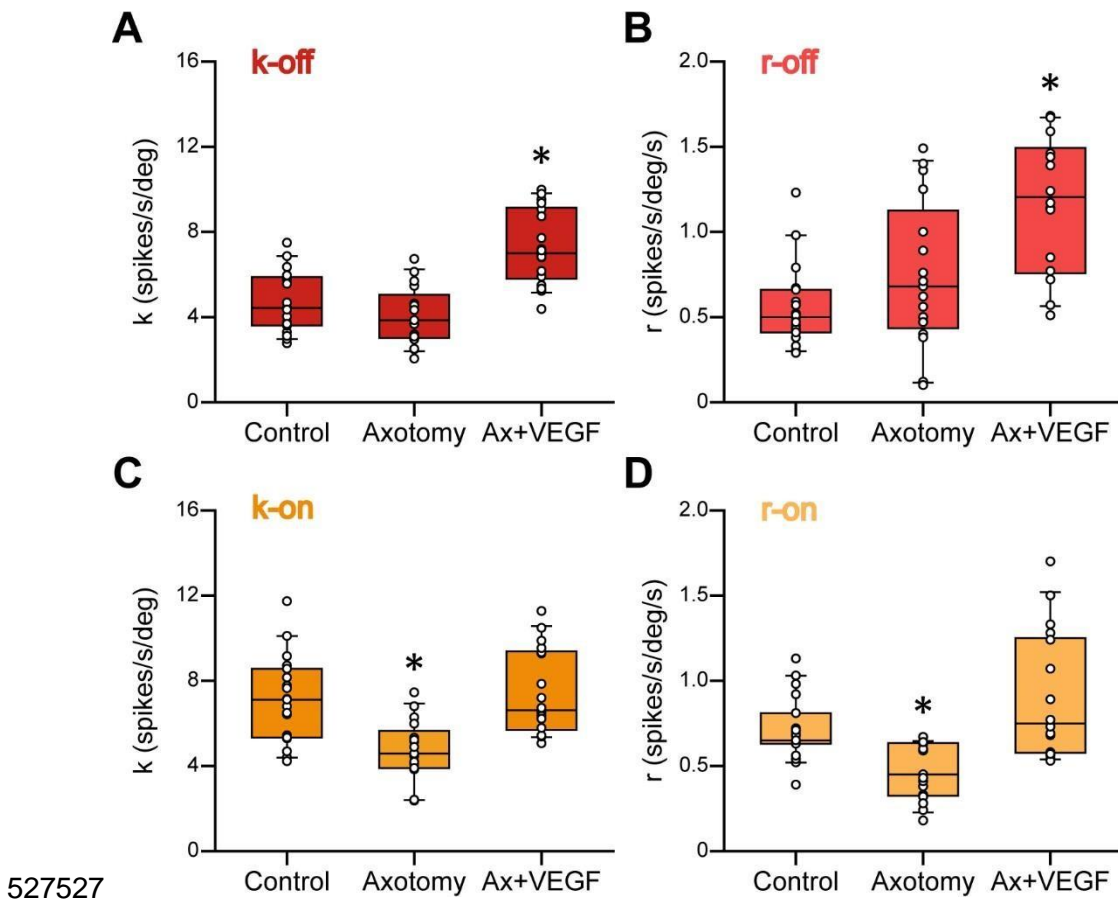 A
k-off
k (spikes/s/deg)
16
12
8
4
0
*
Control Axotomy Ax+VEGF
B
r-off
r (spikes/s/deg/s)
2.0
1.5
1.0
0.5
0
*
Control Axotomy Ax+VEGF
C
k-on
k (spikes/s/deg)
16
12
8
4
0
*
Control Axotomy Ax+VEGF
D
r-on
r (spikes/s/deg/s)
2.0
1.5
1.0
0.5
0
*
Control Axotomy Ax+VEGF
527527